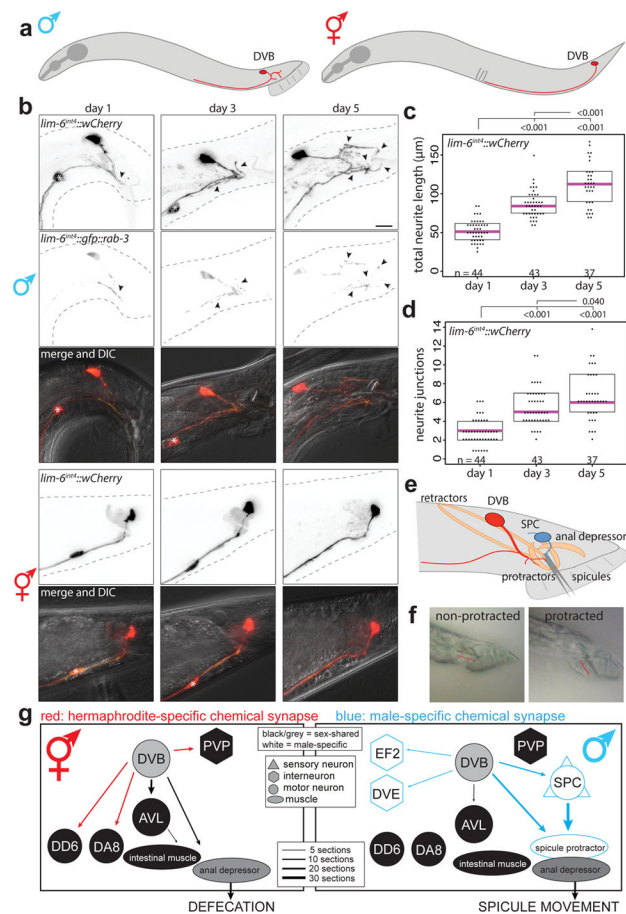 a
♂
DVB
⚥
DVB
b
day 1
day 3
day 5
lim-6int4::wCherry
*
*
lim-6int4::gfp::rab-3
♂
merge and DIC
*
*
lim-6int4::wCherry
⚥
merge and DIC
*
c
<0.001
<0.001
<0.001
lim-6int4::wCherry
total neurite length (µm)
150
100
50
0
n = 44
43
37
day 1
day 3
day 5
d
0.040
<0.001
<0.001
lim-6int4::wCherry
neurite junctions
14
12
10
8
6
4
2
0
n = 44
43
37
day 1
day 3
day 5
e
retractors
DVB
SPC
anal depressor
protractors
spicules
f
non-protracted
protracted
g
red: hermaphrodite-specific chemical synapse
blue: male-specific chemical synapse
⚥
DVB
PVP
AVL
DD6
DA8
intestinal muscle
anal depressor
DEFECATION
black/grey = sex-shared
white = male-specific
sensory neuron
interneuron
motor neuron
muscle
5 sections
10 sections
20 sections
30 sections
♂
EF2
DVE
DVB
PVP
SPC
AVL
DD6
DA8
intestinal muscle
spicule protractor
anal depressor
SPICULE MOVEMENT